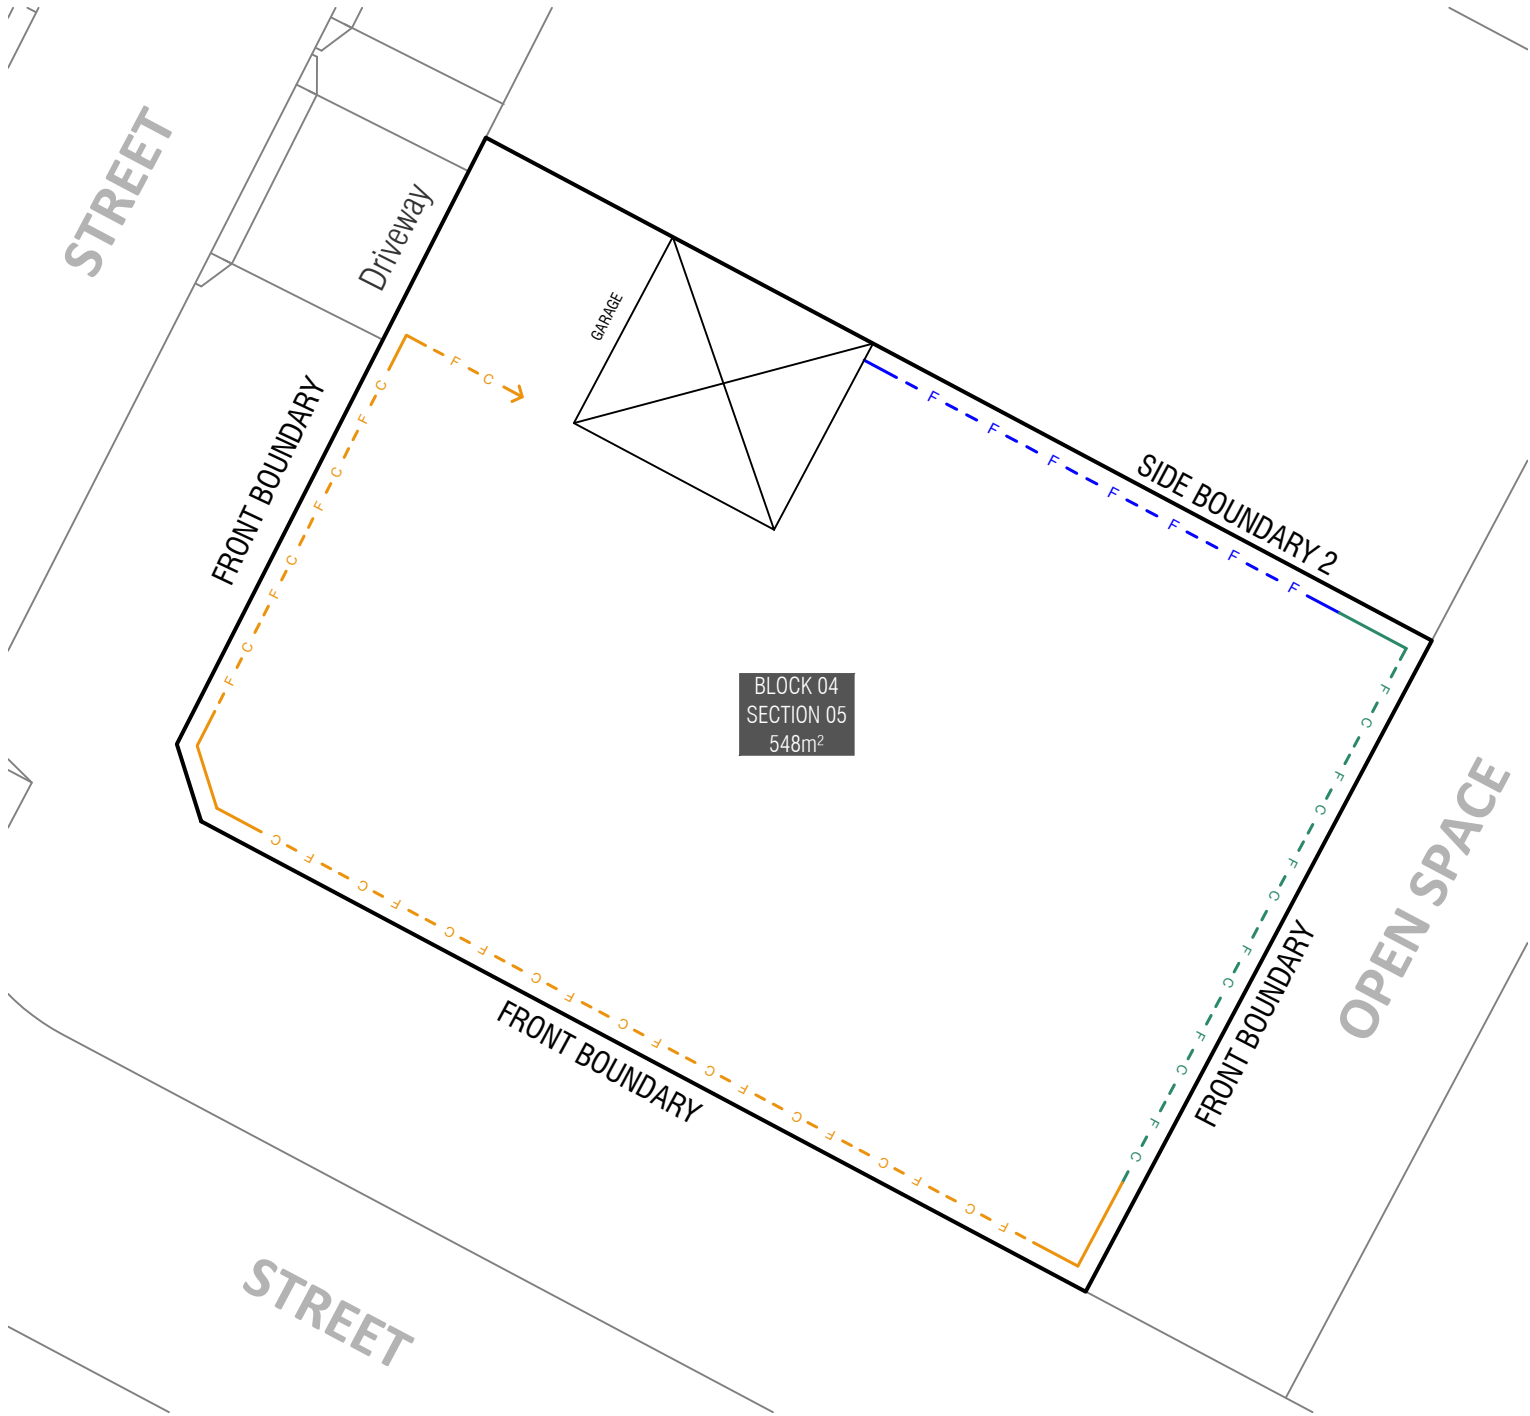 STREET
Driveway
GARAGE
FRONT BOUNDARY
F C
C F C F C F C F
SIDE BOUNDARY 2
F F F F F F F
BLOCK 04
SECTION 05
548m²
F C F C F C F C F C F C
OPEN SPACE
FRONT BOUNDARY
C F C F C F C F C F C F C F C F C F
FRONT BOUNDARY
STREET